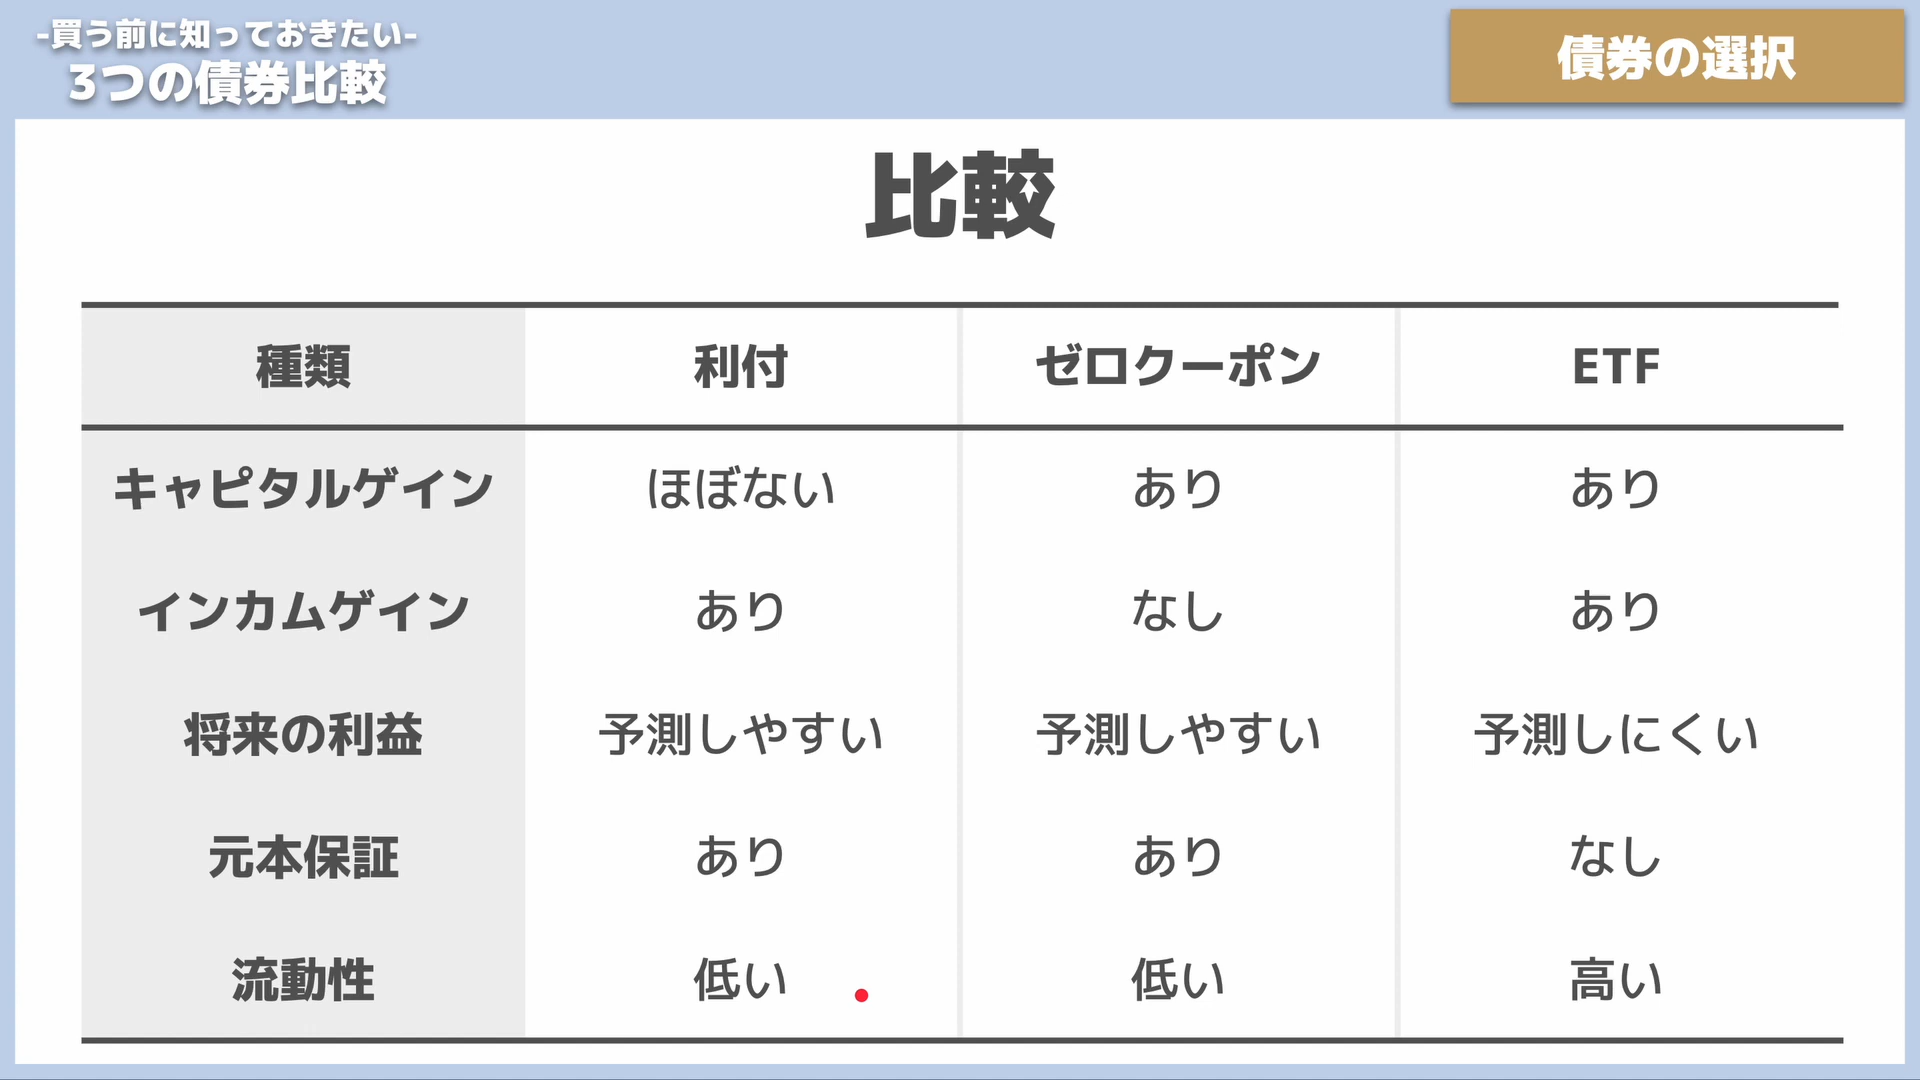 -買う前に知っておきたい-
3つの債券比較
債券の選択
比較
種類 利付 ゼロクーポン ETF
キャピタルゲイン ほぼない あり あり
インカムゲイン あり なし あり
将来の利益 予測しやすい 予測しやすい 予測しにくい
元本保証 あり あり なし
流動性 低い 低い 高い